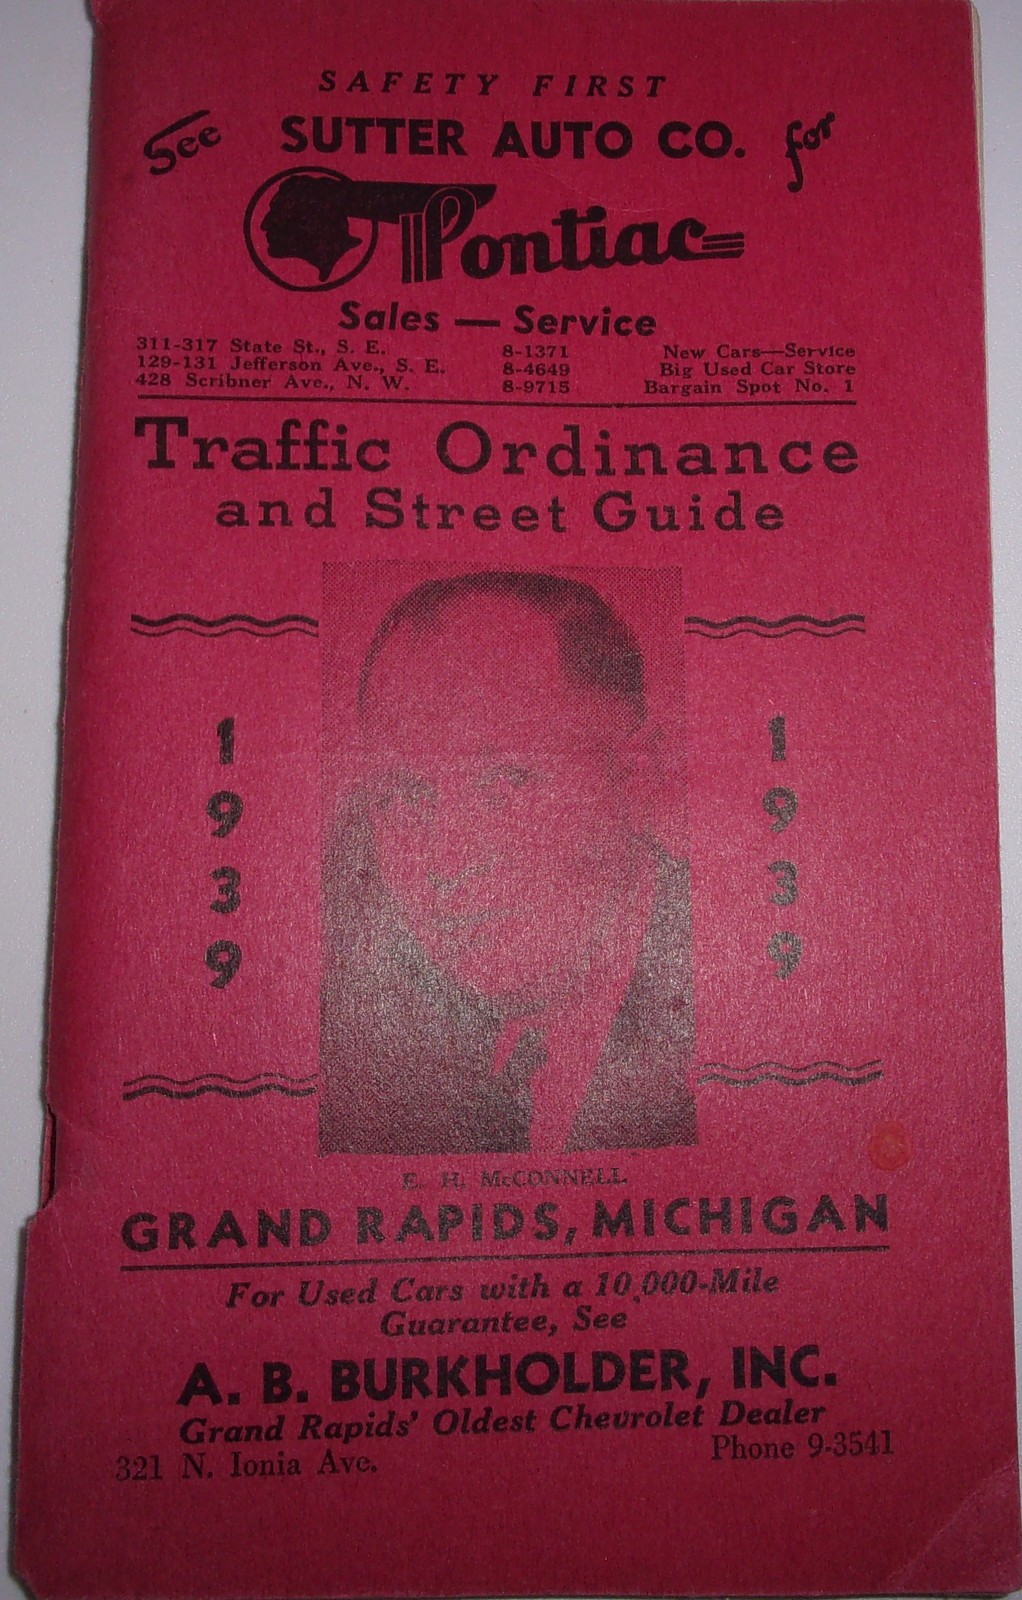 SAFETY FIRST
See SUTTER AUTO CO. for
Pontiac
Sales — Service
311-317 State St., S. E. 8-1371 New Cars—Service
129-131 Jefferson Ave., S. E. 8-4649 Big Used Car Store
428 Scribner Ave., N. W. 8-9715 Bargain Spot No. 1
Traffic Ordinance
and Street Guide
1939 1939
E. H. McCONNELL
GRAND RAPIDS, MICHIGAN
For Used Cars with a 10,000-Mile
Guarantee, See
A. B. BURKHOLDER, INC.
Grand Rapids' Oldest Chevrolet Dealer
321 N. Ionia Ave. Phone 9-3541